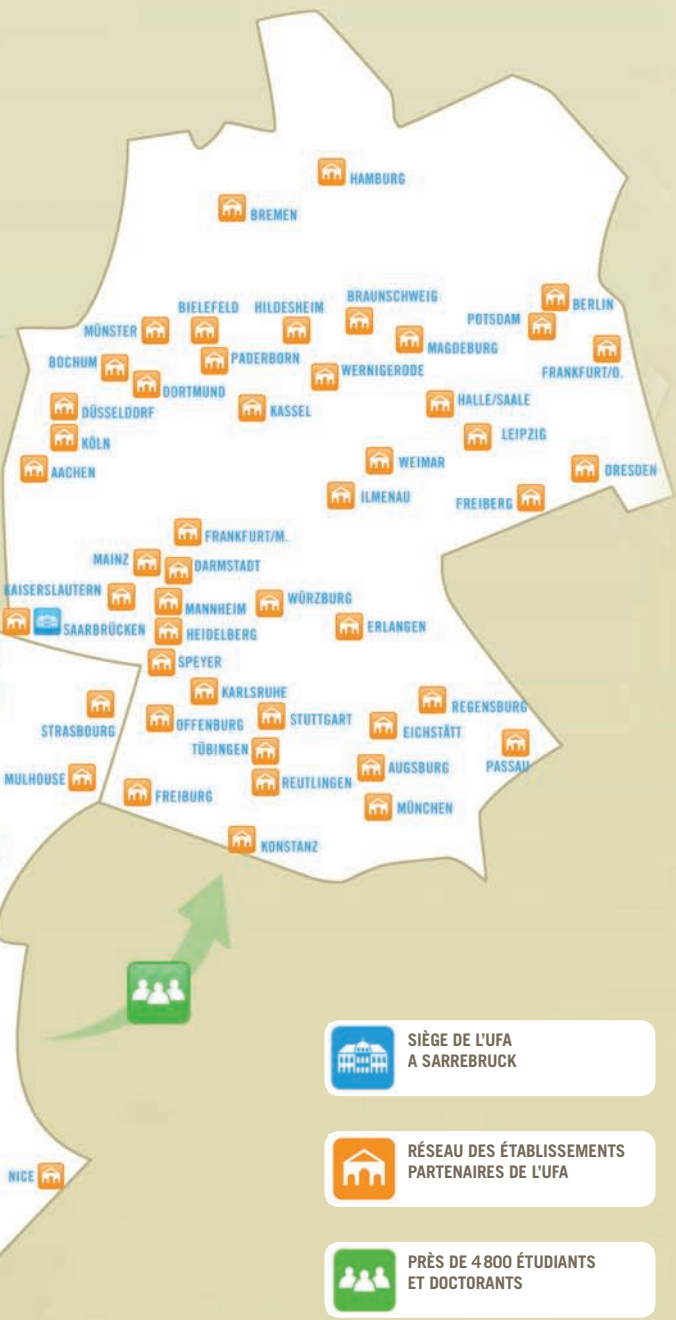 HAMBURG
BREMEN
BRAUNSCHWEIG
BIELEFELD
HILDESHEIM
BERLIN
POTSDAM
MÜNSTER
MAGDEBURG
BOCHUM
PADERBORN
WERNIGERODE
FRANKFURT/O.
DORTMUND
HALLE/SAALE
DÜSSELDORF
KASSEL
LEIPZIG
KÖLN
WEIMAR
AACHEN
DRESDEN
ILMENAU
FREIBERG
FRANKFURT/M.
MAINZ
DARMSTADT
KAISERSLAUTERN
WÜRZBURG
MANNHEIM
SAARBRÜCKEN
HEIDELBERG
ERLANGEN
SPEYER
KARLSRUHE
REGENSBURG
STRASBOURG
OFFENBURG
STUTTGART
EICHSTÄTT
TÜBINGEN
PASSAU
MULHOUSE
REUTLINGEN
AUGSBURG
FREIBURG
MÜNCHEN
KONSTANZ
SIÈGE DE L'UFA
A SARREBRUCK
RÉSEAU DES ÉTABLISSEMENTS
PARTENAIRES DE L'UFA
NICE
PRÈS DE 4 800 ÉTUDIANTS
ET DOCTORANTS